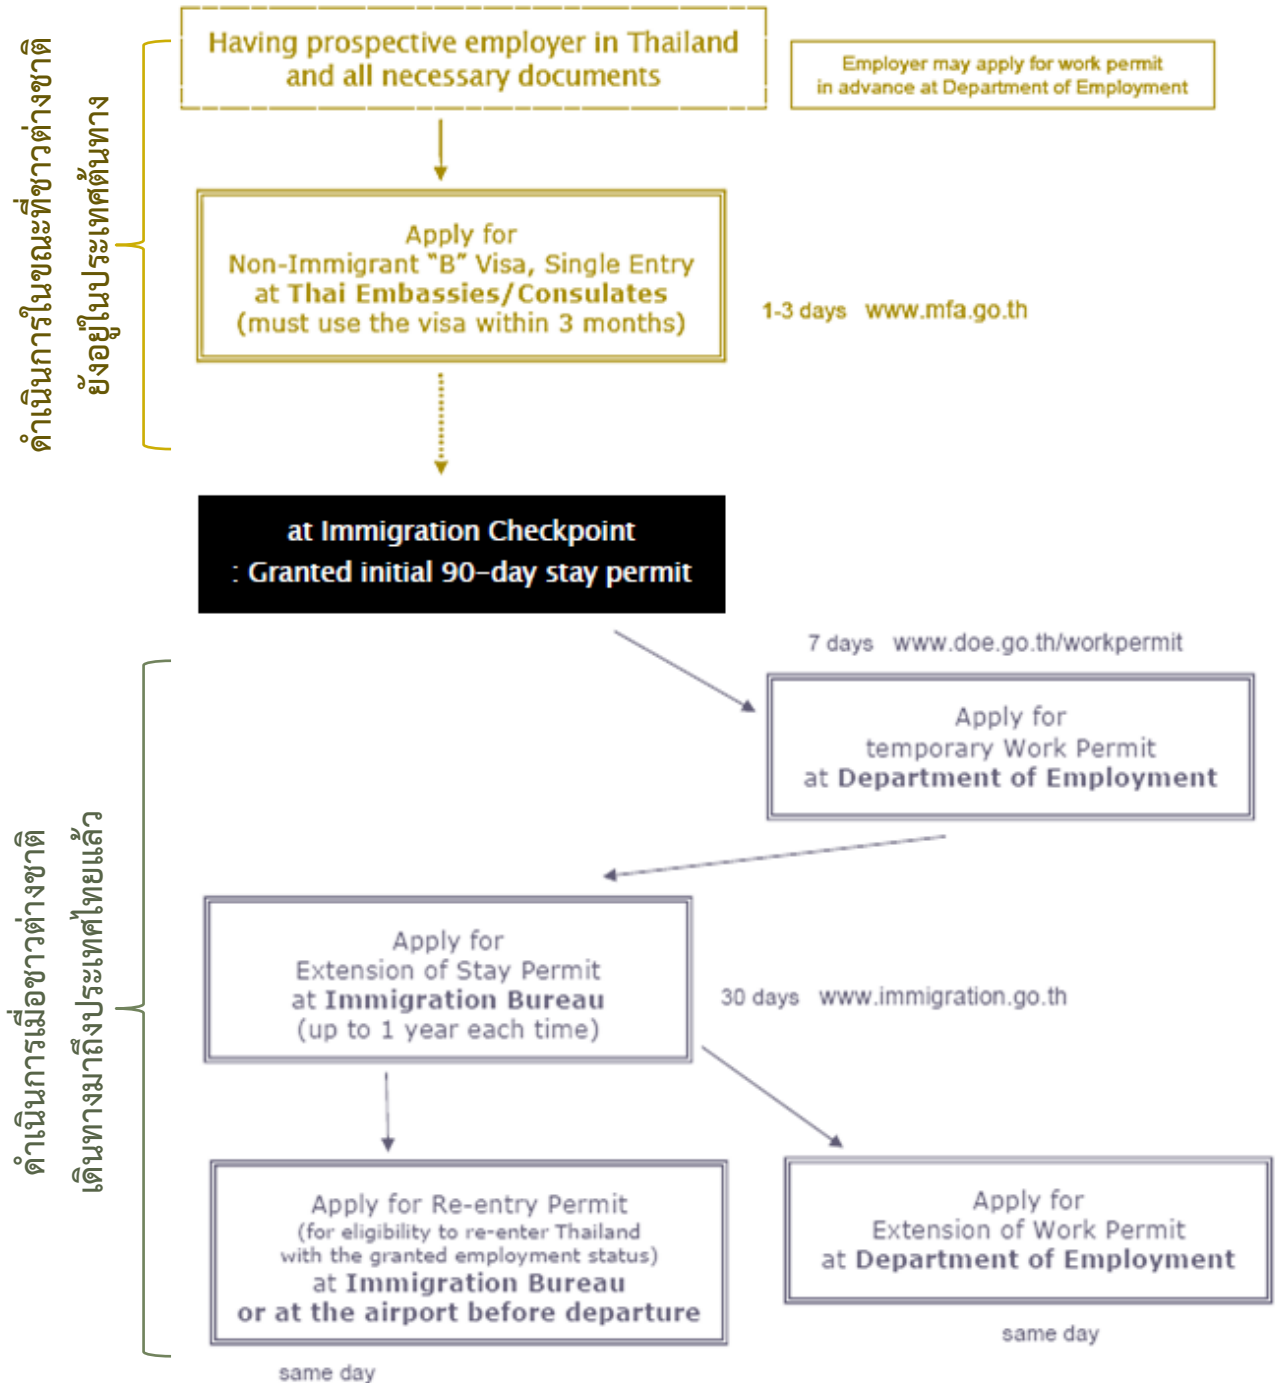 ดำเนินการในขณะที่ชาวต่างชาติ
ยังอยู่ในประเทศต้นทาง
Having prospective employer in Thailand
and all necessary documents
Employer may apply for work permit
in advance at Department of Employment
Apply for
Non-Immigrant "B" Visa, Single Entry
at Thai Embassies/Consulates
(must use the visa within 3 months)
1-3 days www.mfa.go.th
at Immigration Checkpoint
: Granted initial 90-day stay permit
ดำเนินการเมื่อชาวต่างชาติ
เดินทางมาถึงประเทศไทยแล้ว
7 days www.doe.go.th/workpermit
Apply for
temporary Work Permit
at Department of Employment
Apply for
Extension of Stay Permit
at Immigration Bureau
(up to 1 year each time)
30 days www.immigration.go.th
Apply for Re-entry Permit
(for eligibility to re-enter Thailand
with the granted employment status)
at Immigration Bureau
or at the airport before departure
same day
Apply for
Extension of Work Permit
at Department of Employment
same day